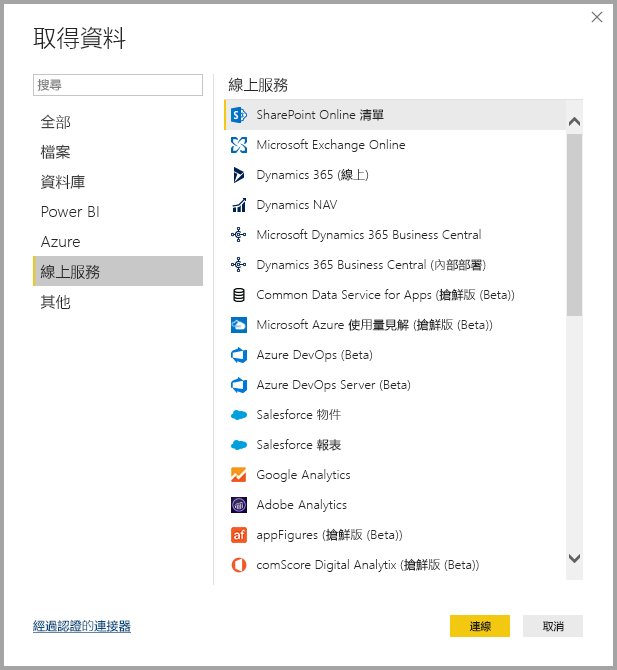 取得資料
搜尋
全部
檔案
資料庫
Power BI
Azure
線上服務
其他
線上服務
SharePoint Online 清單
Microsoft Exchange Online
Dynamics 365 (線上)
Dynamics NAV
Microsoft Dynamics 365 Business Central
Dynamics 365 Business Central (內部部署)
Common Data Service for Apps (搶鮮版 (Beta))
Microsoft Azure 使用量見解 (搶鮮版 (Beta))
Azure DevOps (Beta)
Azure DevOps Server (Beta)
Salesforce 物件
Salesforce 報表
Google Analytics
Adobe Analytics
appFigures (搶鮮版 (Beta))
comScore Digital Analytix (搶鮮版 (Beta))
經過認證的連接器
連線
取消